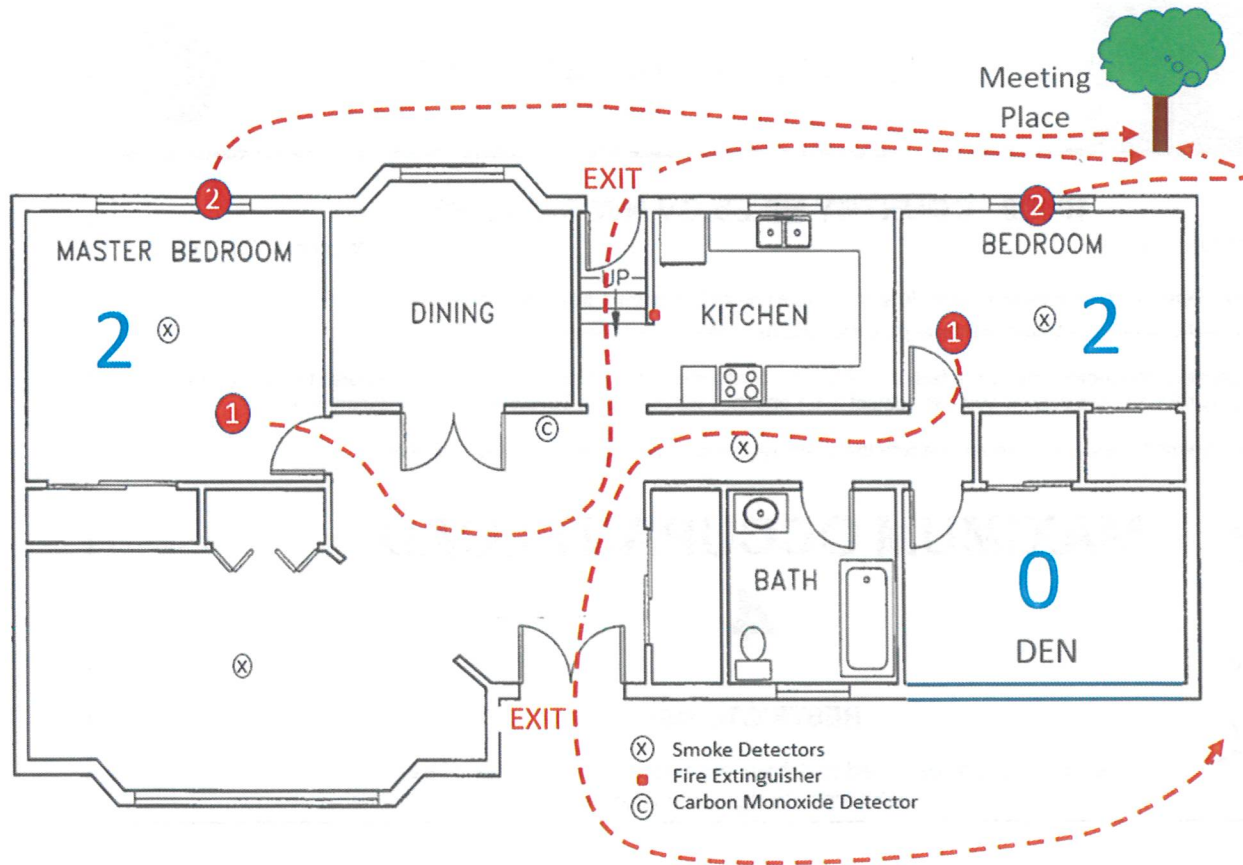 Meeting
Place
EXIT
2
2
MASTER BEDROOM
BEDROOM
UP
DINING
KITCHEN
2
X
X
2
1
1
C
X
BATH
0
DEN
X
EXIT
X Smoke Detectors
Fire Extinguisher
C Carbon Monoxide Detector